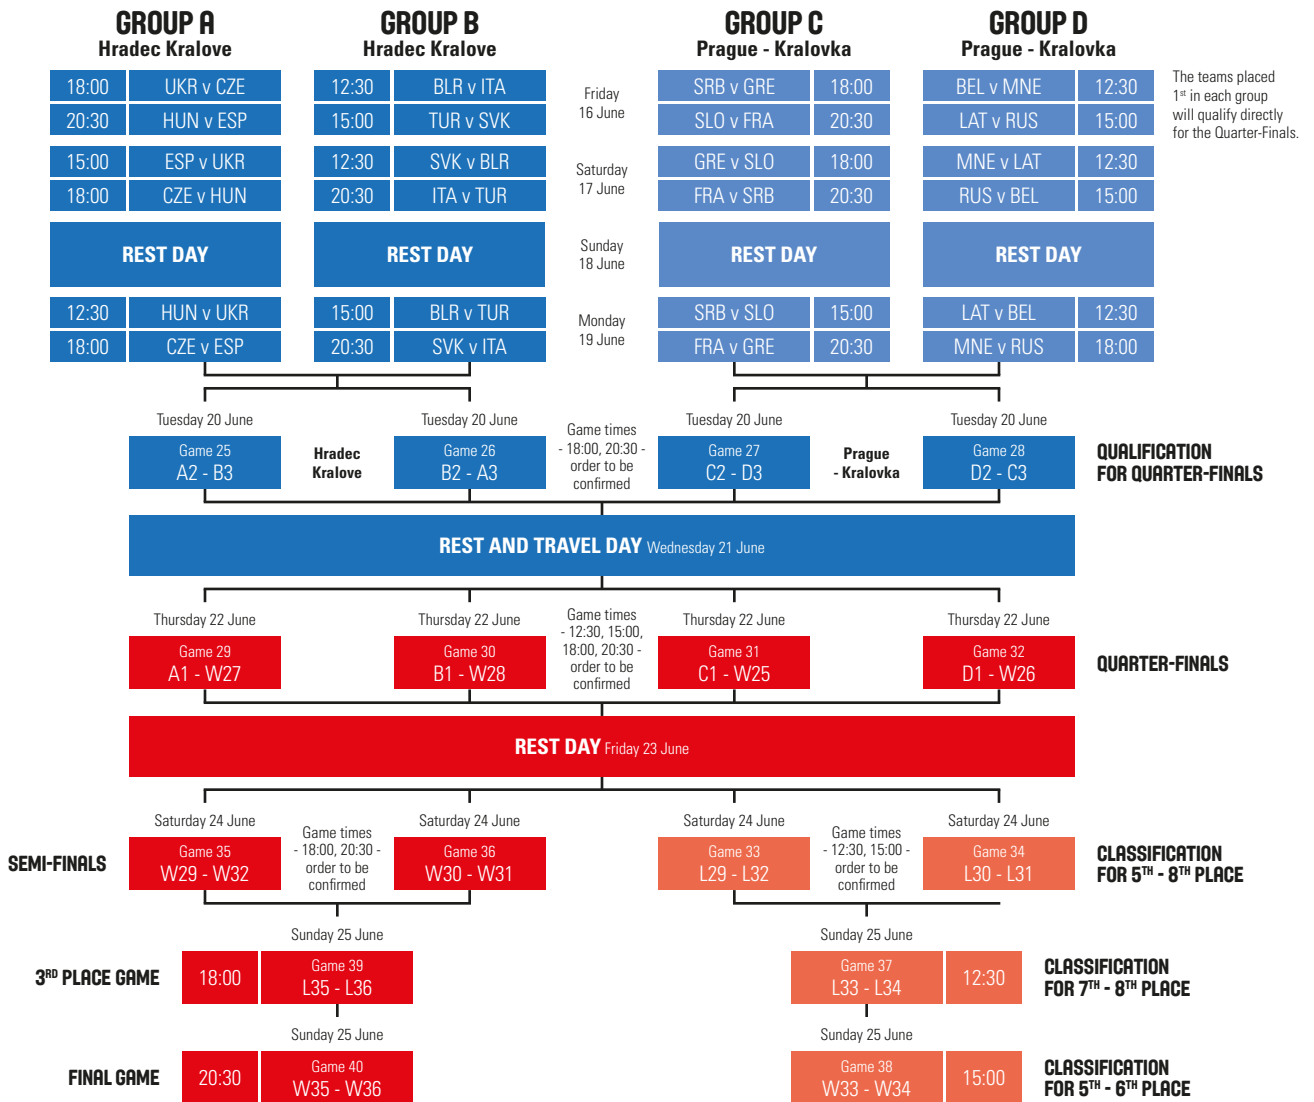 GROUP A
Hradec Kralove
GROUP B
Hradec Kralove
GROUP C
Prague - Kralovka
GROUP D
Prague - Kralovka
18:00 UKR v CZE
20:30 HUN v ESP
12:30 BLR v ITA
15:00 TUR v SVK
Friday
16 June
SRB v GRE 18:00
SLO v FRA 20:30
BEL v MNE 12:30
LAT v RUS 15:00
The teams placed
1st in each group
will qualify directly
for the Quarter-Finals.
15:00 ESP v UKR
18:00 CZE v HUN
12:30 SVK v BLR
20:30 ITA v TUR
Saturday
17 June
GRE v SLO 18:00
FRA v SRB 20:30
MNE v LAT 12:30
RUS v BEL 15:00
REST DAY
REST DAY
Sunday
18 June
REST DAY
REST DAY
12:30 HUN v UKR
18:00 CZE v ESP
15:00 BLR v TUR
20:30 SVK v ITA
Monday
19 June
SRB v SLO 15:00
FRA v GRE 20:30
LAT v BEL 12:30
MNE v RUS 18:00
Tuesday 20 June
Game 25
A2 - B3
Hradec
Kralove
Tuesday 20 June
Game 26
B2 - A3
Game times
- 18:00, 20:30 -
order to be
confirmed
Tuesday 20 June
Game 27
C2 - D3
Prague
- Kralovka
Tuesday 20 June
Game 28
D2 - C3
QUALIFICATION
FOR QUARTER-FINALS
REST AND TRAVEL DAY Wednesday 21 June
Thursday 22 June
Game 29
A1 - W27
Thursday 22 June
Game 30
B1 - W28
Game times
- 12:30, 15:00,
18:00, 20:30 -
order to be
confirmed
Thursday 22 June
Game 31
C1 - W25
Thursday 22 June
Game 32
D1 - W26
QUARTER-FINALS
REST DAY Friday 23 June
SEMI-FINALS
Saturday 24 June
Game 35
W29 - W32
Game times
- 18:00, 20:30 -
order to be
confirmed
Saturday 24 June
Game 36
W30 - W31
Saturday 24 June
Game 33
L29 - L32
Game times
- 12:30, 15:00 -
order to be
confirmed
Saturday 24 June
Game 34
L30 - L31
CLASSIFICATION
FOR 5TH - 8TH PLACE
Sunday 25 June
3RD PLACE GAME
18:00
Game 39
L35 - L36
Sunday 25 June
Game 37
L33 - L34
12:30
CLASSIFICATION
FOR 7TH - 8TH PLACE
Sunday 25 June
FINAL GAME
20:30
Game 40
W35 - W36
Sunday 25 June
Game 38
W33 - W34
15:00
CLASSIFICATION
FOR 5TH - 6TH PLACE